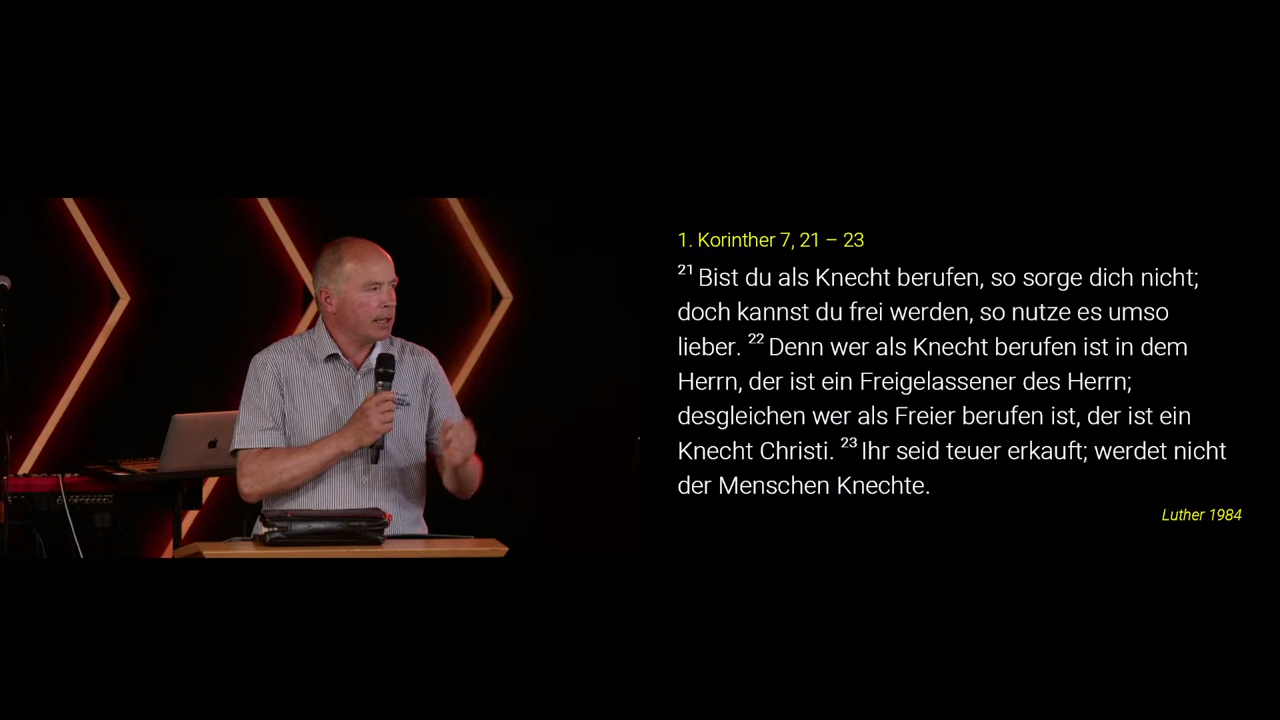 1. Korinther 7, 21 – 23
²¹ Bist du als Knecht berufen, so sorge dich nicht;
doch kannst du frei werden, so nutze es umso
lieber. ²² Denn wer als Knecht berufen ist in dem
Herrn, der ist ein Freigelassener des Herrn;
desgleichen wer als Freier berufen ist, der ist ein
Knecht Christi. ²³ Ihr seid teuer erkauft; werdet nicht
der Menschen Knechte.
Luther 1984